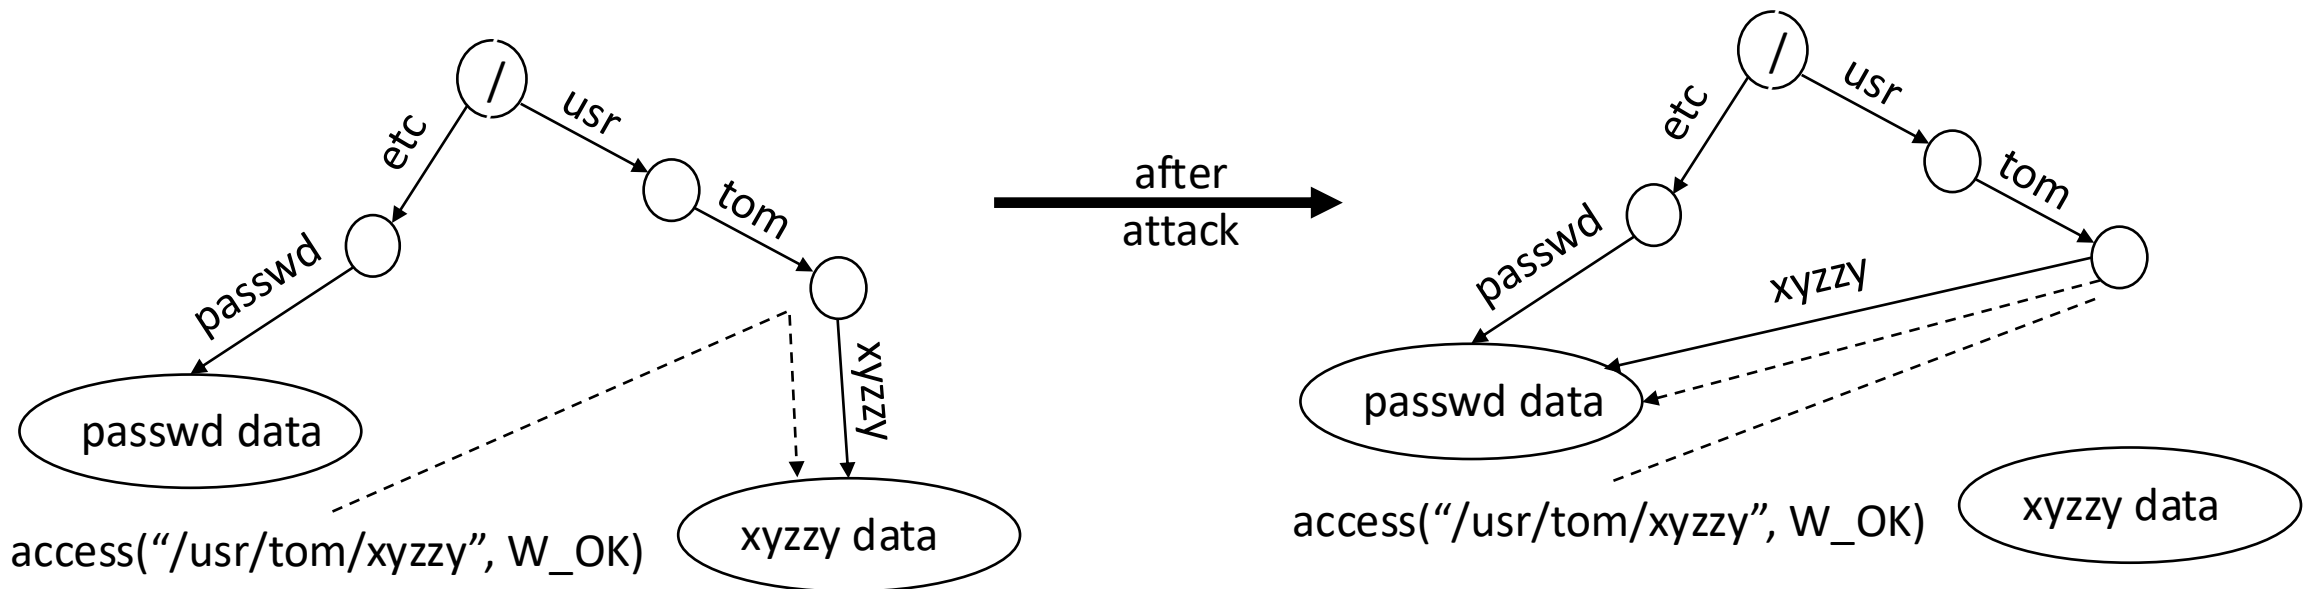 /
etc
usr
tom
passwd
xyzzy
passwd data
xyzzy data
access(“/usr/tom/xyzzy”, W_OK)
after
attack
/
etc
usr
tom
passwd
xyzzy
passwd data
xyzzy data
access(“/usr/tom/xyzzy”, W_OK)